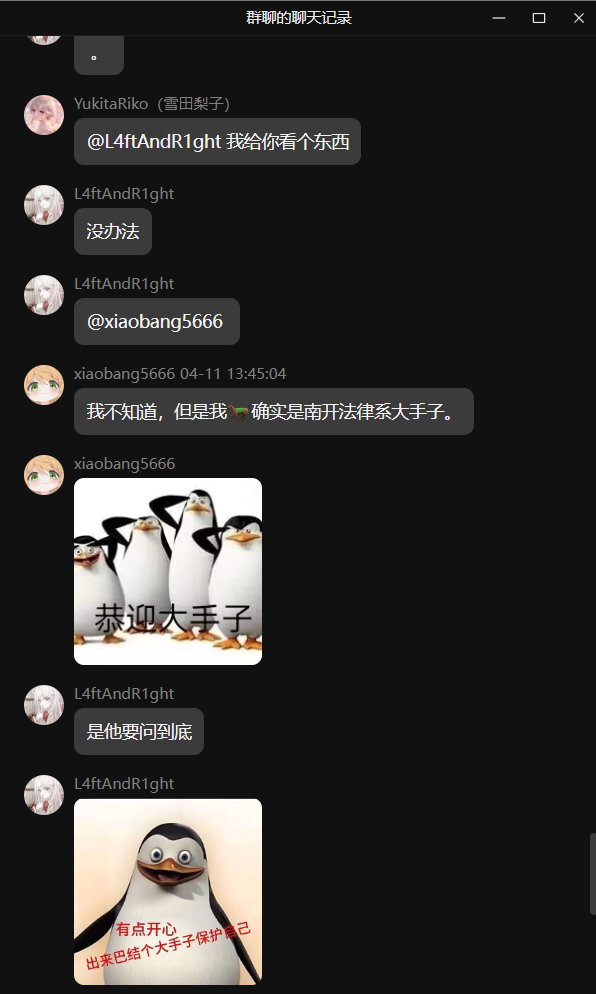 群聊的聊天记录
。
YukitaRiko（雪田梨子）
@L4ftAndR1ght 我给你看个东西
L4ftAndR1ght
没办法
L4ftAndR1ght
@xiaobang5666
xiaobang5666 04-11 13:45:04
我不知道，但是我🐎确实是南开法律系大手子。
xiaobang5666
恭迎大手子
L4ftAndR1ght
是他要问到底
L4ftAndR1ght
有点开心
出来巴结个大手子保护自己